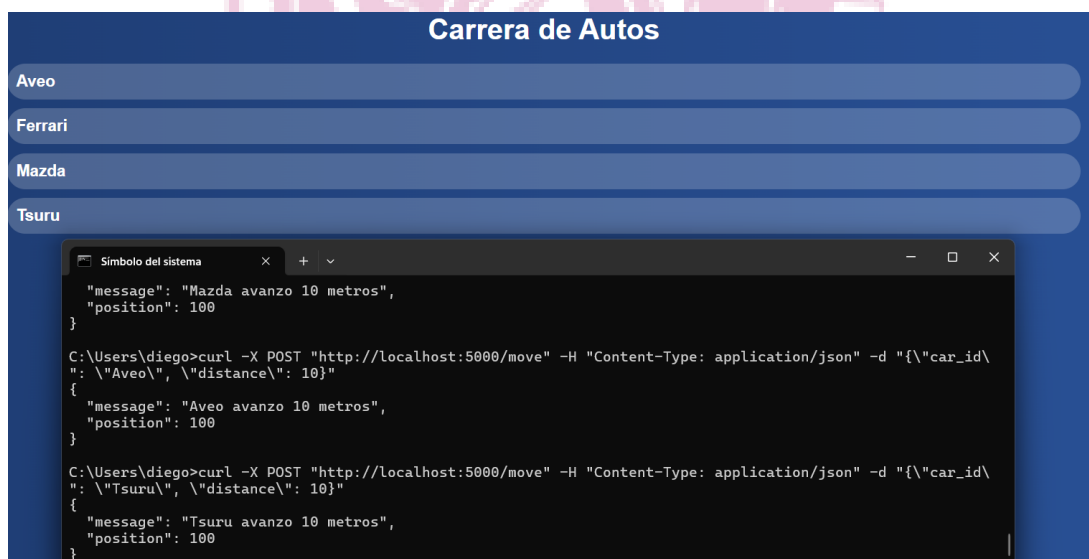 Carrera de Autos
Aveo
Ferrari
Mazda
Tsuru
Símbolo del sistema
"message": "Mazda avanzo 10 metros",
"position": 100
}
C:\Users\diego>curl -X POST "http://localhost:5000/move" -H "Content-Type: application/json" -d "{\"car_id\
": \"Aveo\", \"distance\": 10}"
{
"message": "Aveo avanzo 10 metros",
"position": 100
}
C:\Users\diego>curl -X POST "http://localhost:5000/move" -H "Content-Type: application/json" -d "{\"car_id\
": \"Tsuru\", \"distance\": 10}"
{
"message": "Tsuru avanzo 10 metros",
"position": 100
}